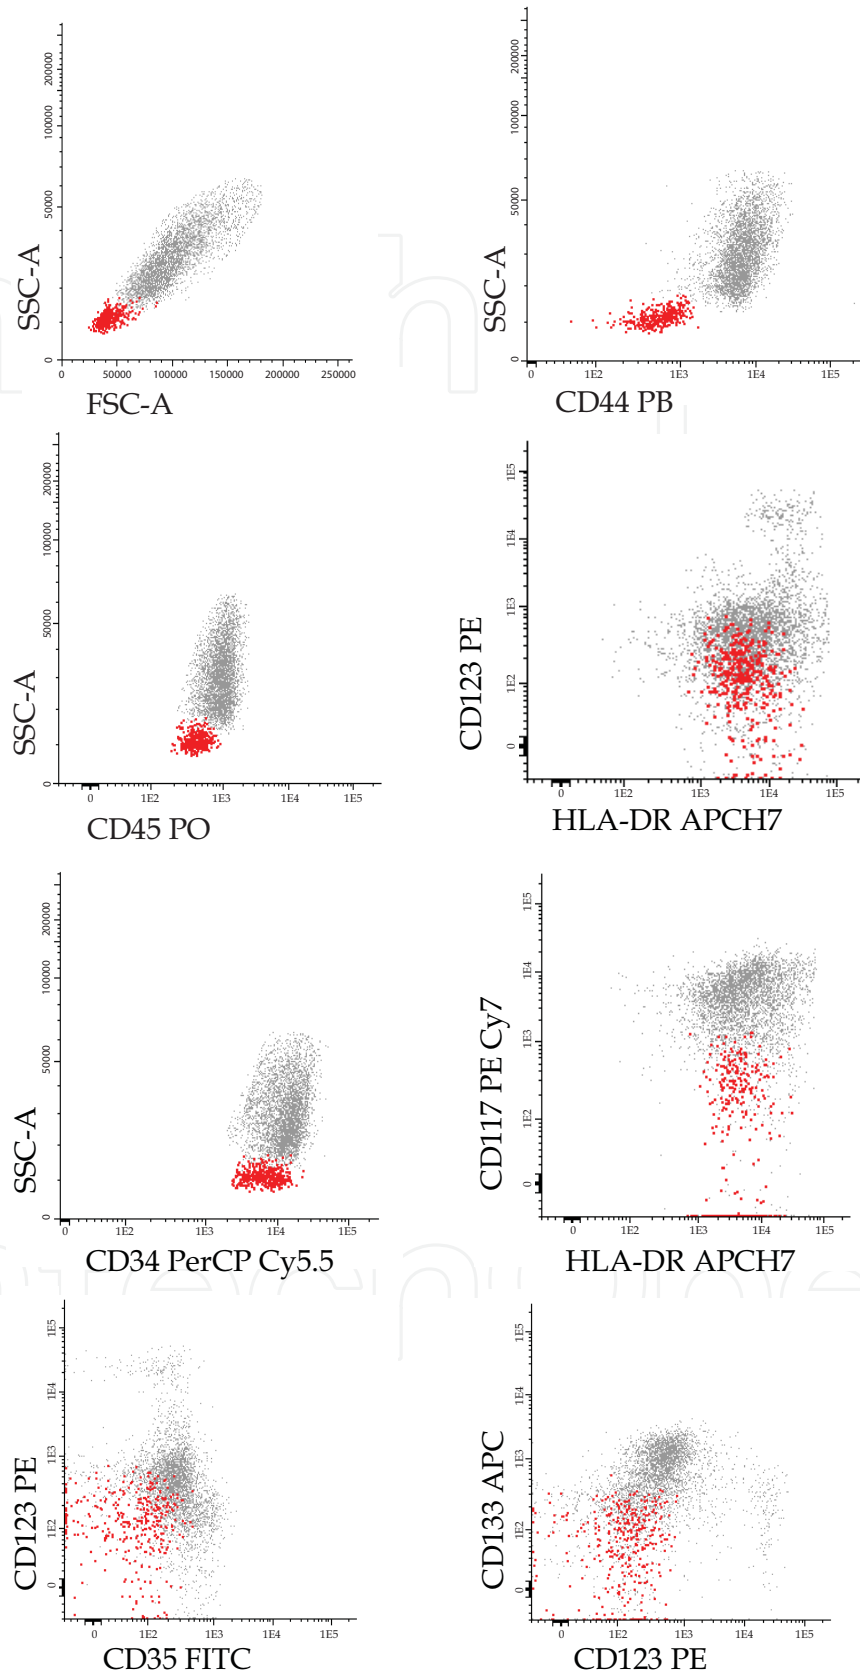 200000
100000
50000
0
SSC-A
0 50000 100000 150000 200000 250000
FSC-A
200000
100000
50000
0
SSC-A
0 1E2 1E3 1E4 1E5
CD44 PB
200000
100000
50000
0
SSC-A
0 1E2 1E3 1E4 1E5
CD45 PO
1E5
1E4
1E3
1E2
0
CD123 PE
0 1E2 1E3 1E4 1E5
HLA-DR APCH7
200000
100000
50000
0
SSC-A
0 1E2 1E3 1E4 1E5
CD34 PerCP Cy5.5
1E5
1E4
1E3
1E2
0
CD117 PE Cy7
0 1E2 1E3 1E4 1E5
HLA-DR APCH7
1E5
1E4
1E3
1E2
0
CD123 PE
0 1E2 1E3 1E4 1E5
CD35 FITC
1E5
1E4
1E3
1E2
0
CD133 APC
0 1E2 1E3 1E4 1E5
CD123 PE